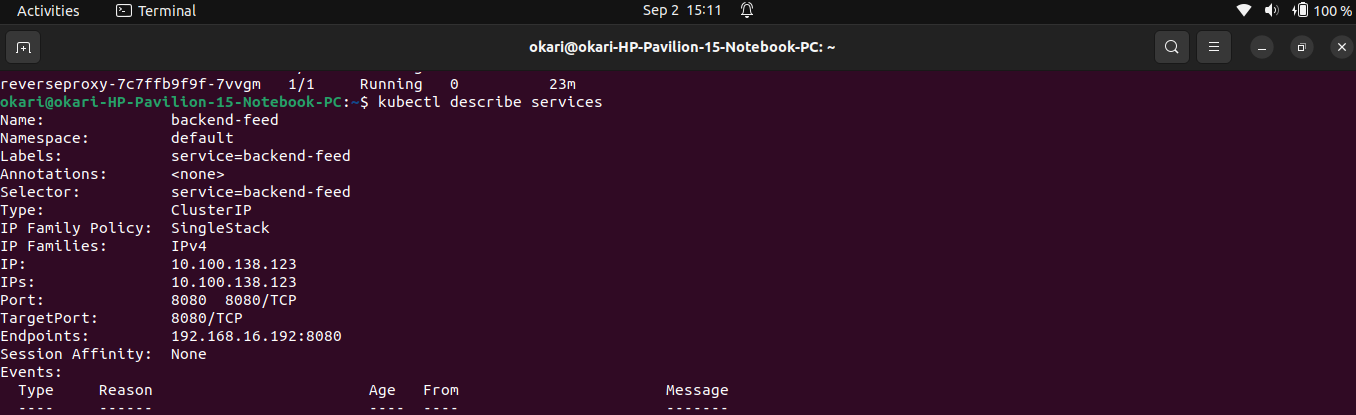 Activities Terminal Sep 2 15:11 100 %
okari@okari-HP-Pavilion-15-Notebook-PC: ~
reverseproxy-7c7ffb9f9f-7vvgm 1/1 Running 0 23m
okari@okari-HP-Pavilion-15-Notebook-PC:~$ kubectl describe services
Name: backend-feed
Namespace: default
Labels: service=backend-feed
Annotations: <none>
Selector: service=backend-feed
Type: ClusterIP
IP Family Policy: SingleStack
IP Families: IPv4
IP: 10.100.138.123
IPs: 10.100.138.123
Port: 8080 8080/TCP
TargetPort: 8080/TCP
Endpoints: 192.168.16.192:8080
Session Affinity: None
Events:
Type Reason Age From Message
---- ------ ---- ---- -------